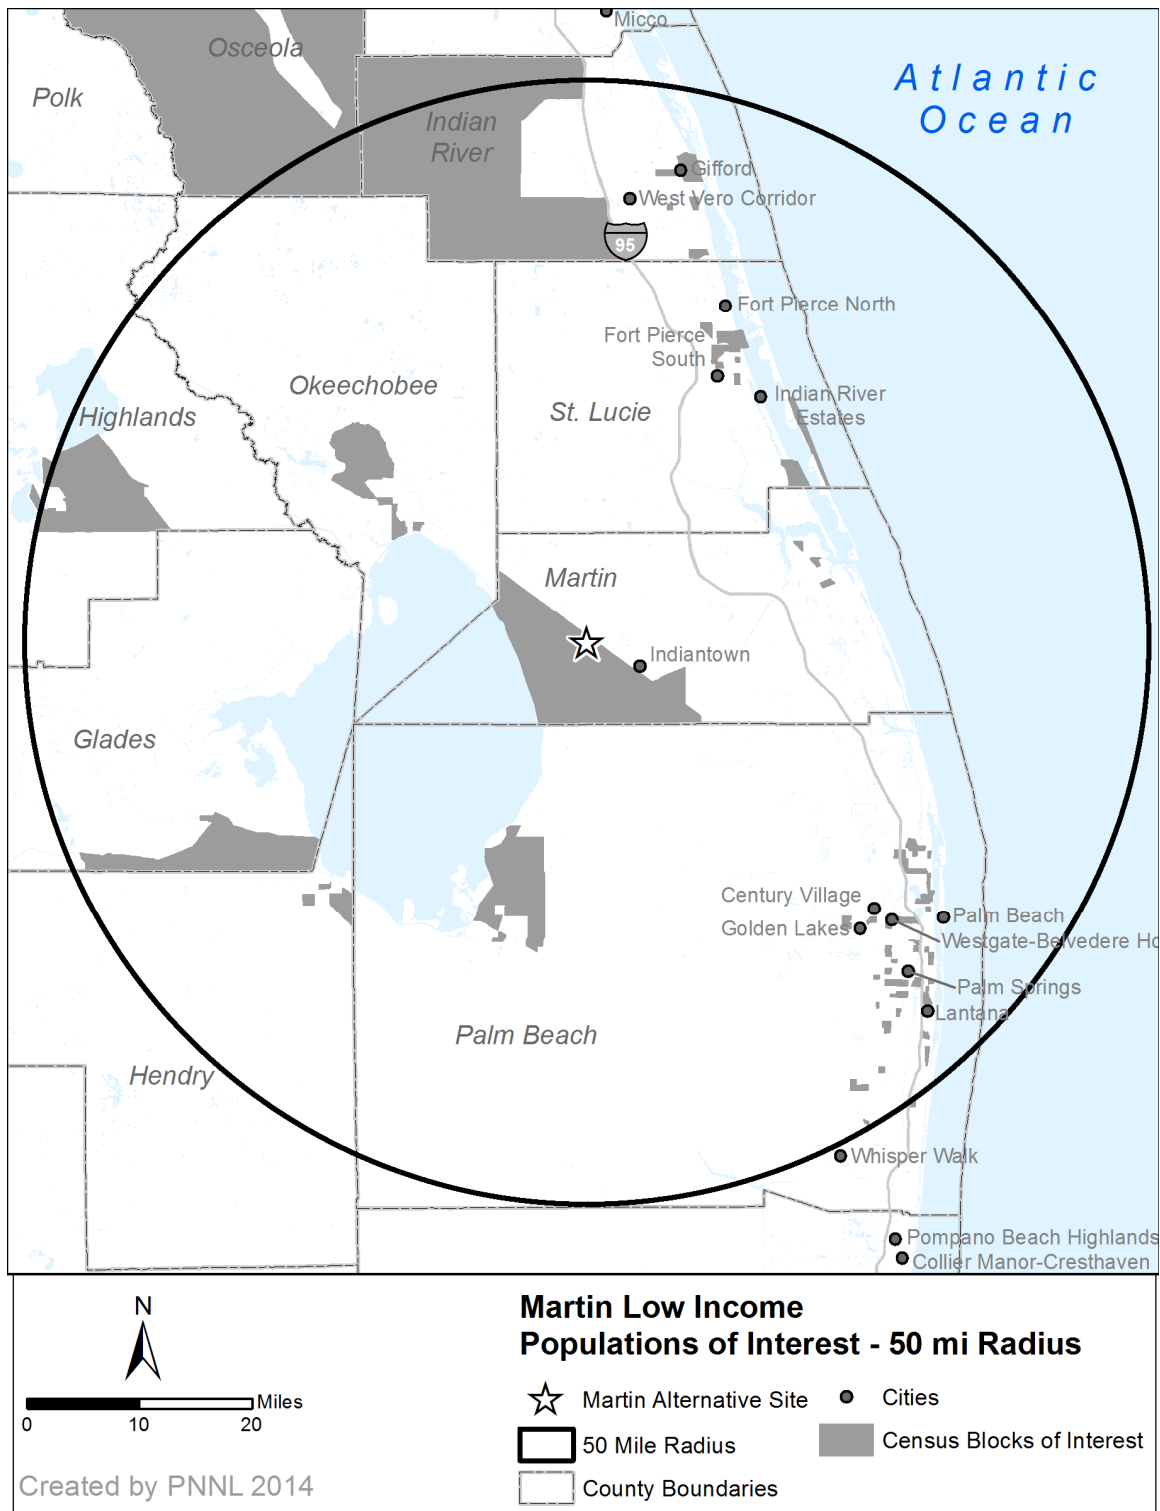 Micco
Osceola
Atlantic
Ocean
Polk
Indian
River
Gifford
West Vero Corridor
95
Fort Pierce North
Fort Pierce
South
Okeechobee
Indian River
Estates
St. Lucie
Highlands
Martin
Indiantown
Glades
Century Village
Palm Beach
Golden Lakes
Westgate-Belvedere Ho
Palm Springs
Lantana
Palm Beach
Hendry
Whisper Walk
Pompano Beach Highlands
Collier Manor-Cresthaven
N
Miles
0 10 20
Created by PNNL 2014
Martin Low Income
Populations of Interest - 50 mi Radius
Martin Alternative Site
Cities
50 Mile Radius
Census Blocks of Interest
County Boundaries